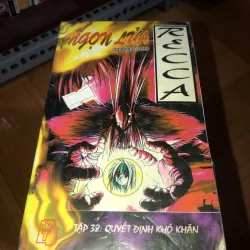 Ngọn Lửa
RECCA
TẬP 38: QUYẾT ĐỊNH KHÓ KHĂN